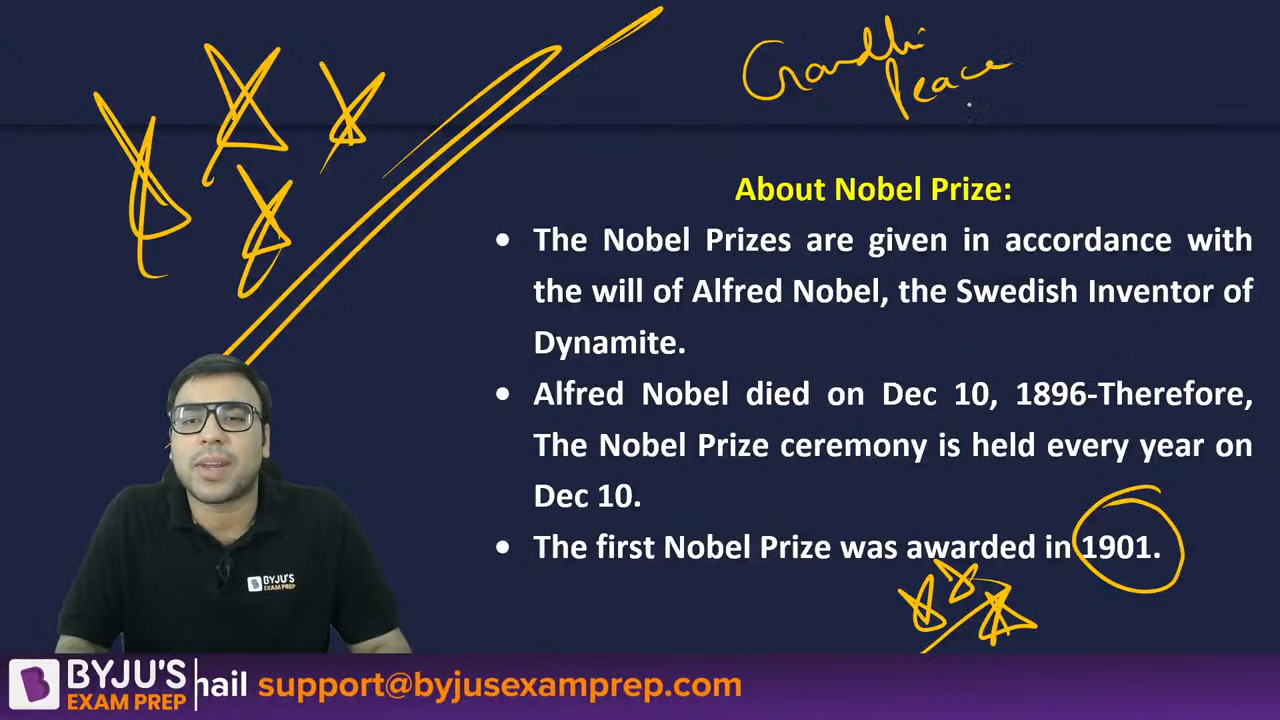 Gandhi
Peace
About Nobel Prize:
• The Nobel Prizes are given in accordance with
the will of Alfred Nobel, the Swedish Inventor of
Dynamite.
• Alfred Nobel died on Dec 10, 1896-Therefore,
The Nobel Prize ceremony is held every year on
Dec 10.
• The first Nobel Prize was awarded in 1901.
BYJU'S
EXAM PREP
BYJU'S
EXAM PREP
hail support@byjusexamprep.com